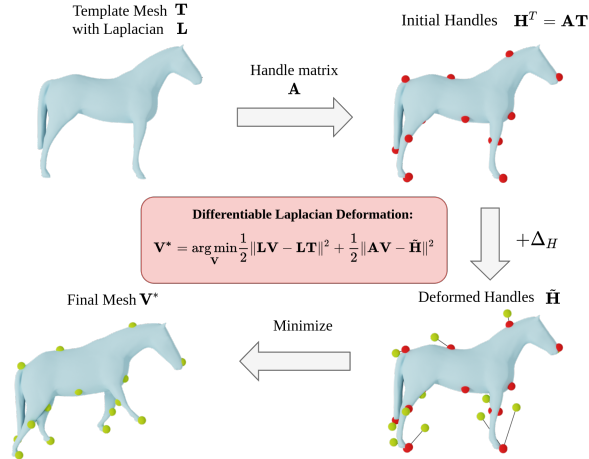 Template Mesh T
with Laplacian L
Initial Handles Hᵀ = AT
Handle matrix
A
Differentiable Laplacian Deformation:
V* = arg min_V 1/2 ||LV − LT||² + 1/2 ||AV − H̃||²
+Δ_H
Final Mesh V*
Deformed Handles H̃
Minimize